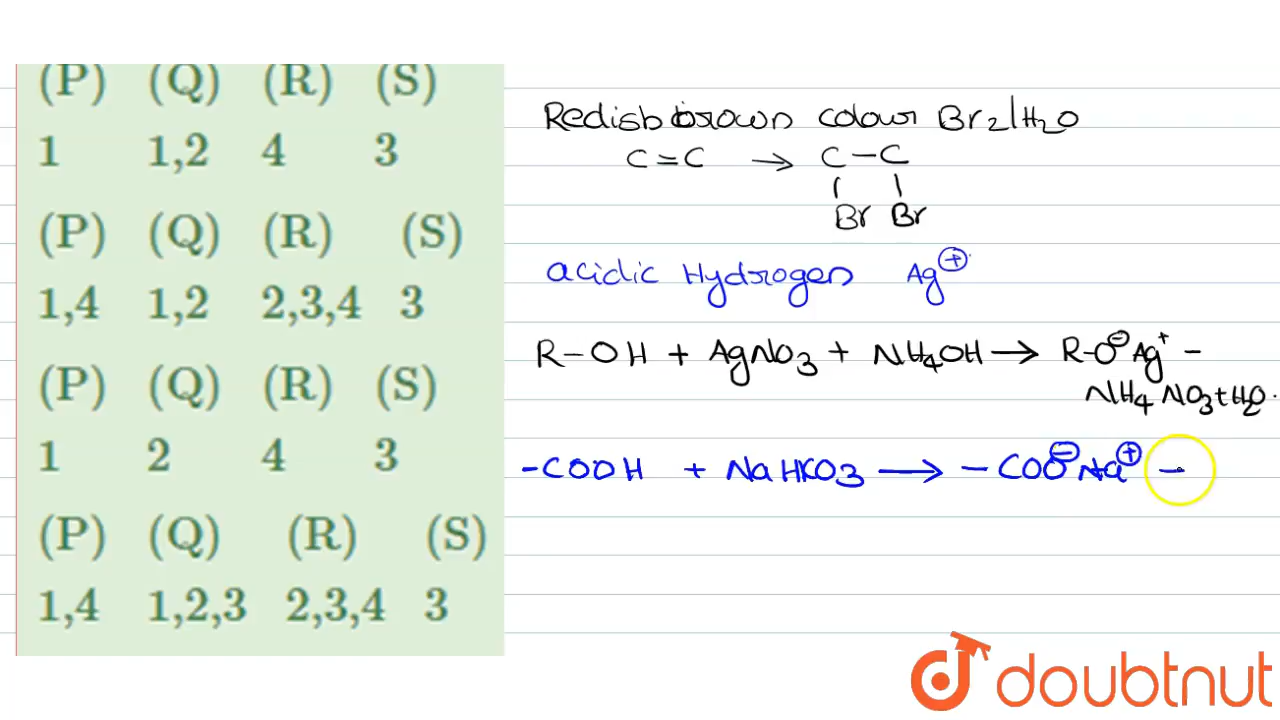 (P) (Q) (R) (S)
1 1,2 4 3
(P) (Q) (R) (S)
1,4 1,2 2,3,4 3
(P) (Q) (R) (S)
1 2 4 3
(P) (Q) (R) (S)
1,4 1,2,3 2,3,4 3
Redish brown colour Br2/H2O
C=C → C-C
Br Br
acidic Hydrogen Ag⊕
R-OH + AgNO3 + NH4OH → R-O⊖Ag+ -
NH4NO3+H2O.
-COOH + NaHCO3 → -COO⊖Na⊕ -
doubtnut